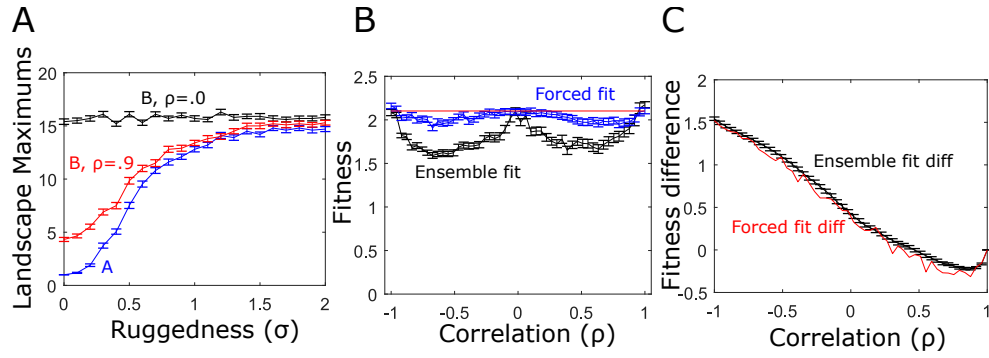 A
Landscape Maximums
20
15
10
5
0
B, ρ=.0
B, ρ=.9
A
0
0.5
1
1.5
2
Ruggedness (σ)
B
Fitness
2.5
2
1.5
1
0.5
0
Forced fit
Ensemble fit
-1
-0.5
0
0.5
1
Correlation (ρ)
C
Fitness difference
2
1.5
1
0.5
0
-0.5
Ensemble fit diff
Forced fit diff
-1
-0.5
0
0.5
1
Correlation (ρ)